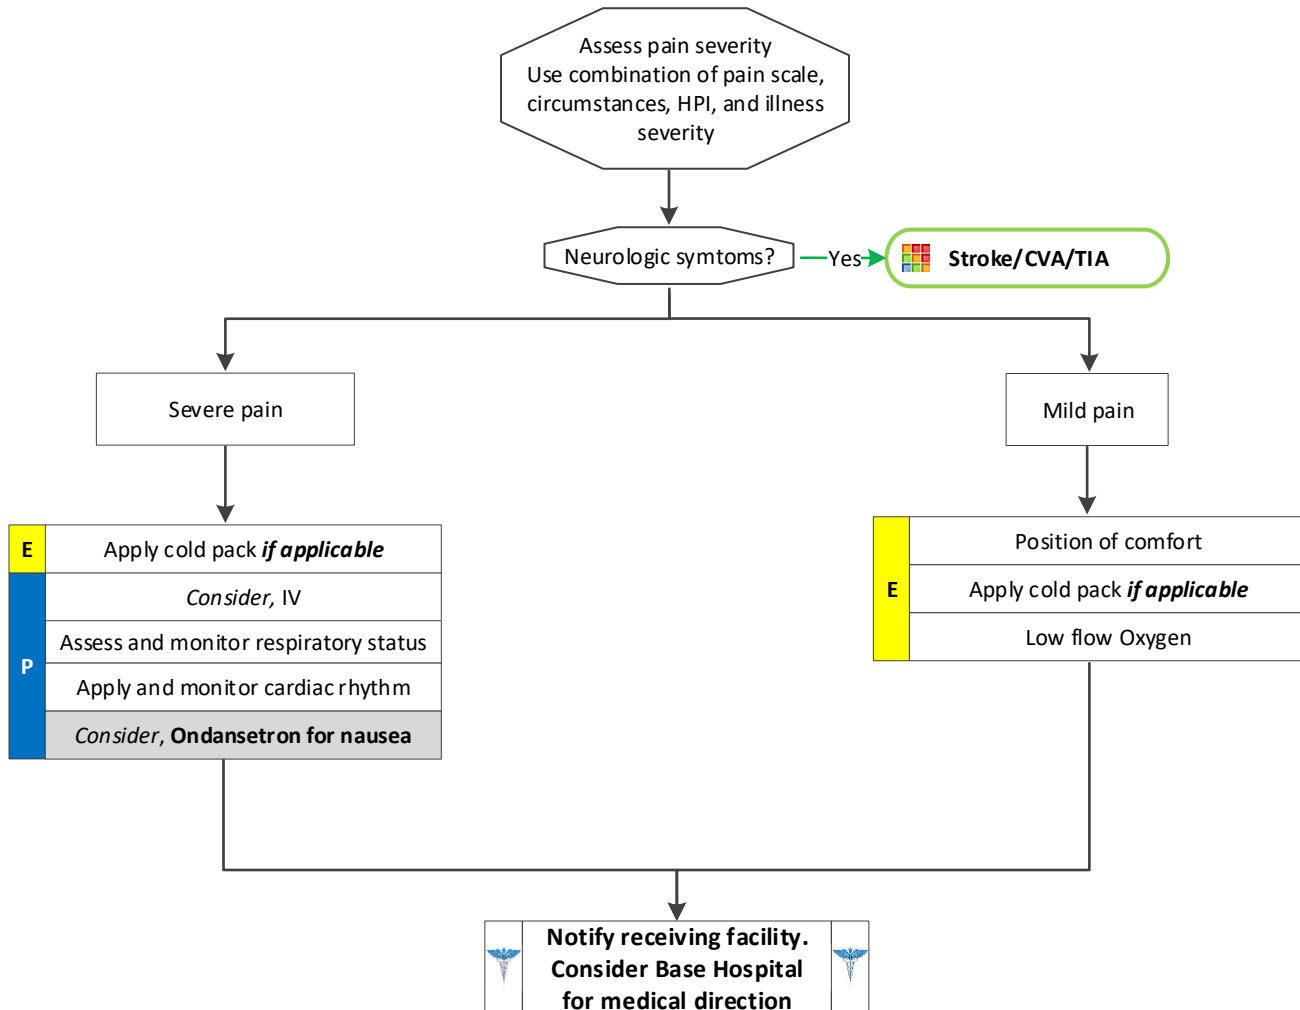 Assess pain severity
Use combination of pain scale,
circumstances, HPI, and illness
severity
Neurologic symtoms?
Yes
Stroke/CVA/TIA
Severe pain
Mild pain
E
Apply cold pack if applicable
P
Consider, IV
Assess and monitor respiratory status
Apply and monitor cardiac rhythm
Consider, Ondansetron for nausea
E
Position of comfort
Apply cold pack if applicable
Low flow Oxygen
Notify receiving facility.
Consider Base Hospital
for medical direction